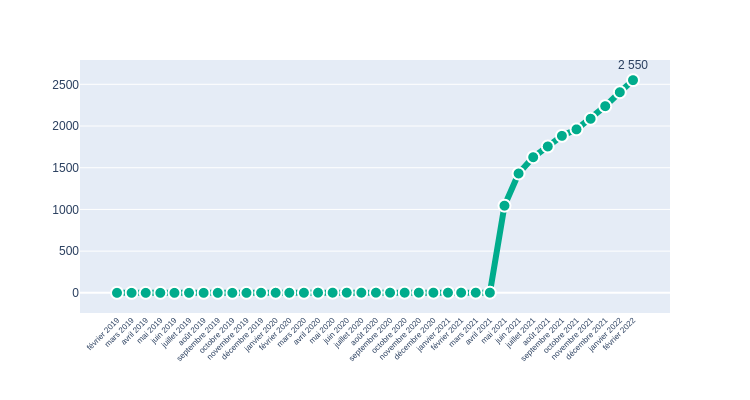 2 550
2500
2000
1500
1000
500
0
février 2019
mars 2019
avril 2019
mai 2019
juin 2019
juillet 2019
août 2019
septembre 2019
octobre 2019
novembre 2019
décembre 2019
janvier 2020
février 2020
mars 2020
avril 2020
mai 2020
juin 2020
juillet 2020
août 2020
septembre 2020
octobre 2020
novembre 2020
décembre 2020
janvier 2021
février 2021
mars 2021
avril 2021
mai 2021
juin 2021
juillet 2021
août 2021
septembre 2021
octobre 2021
novembre 2021
décembre 2021
janvier 2022
février 2022